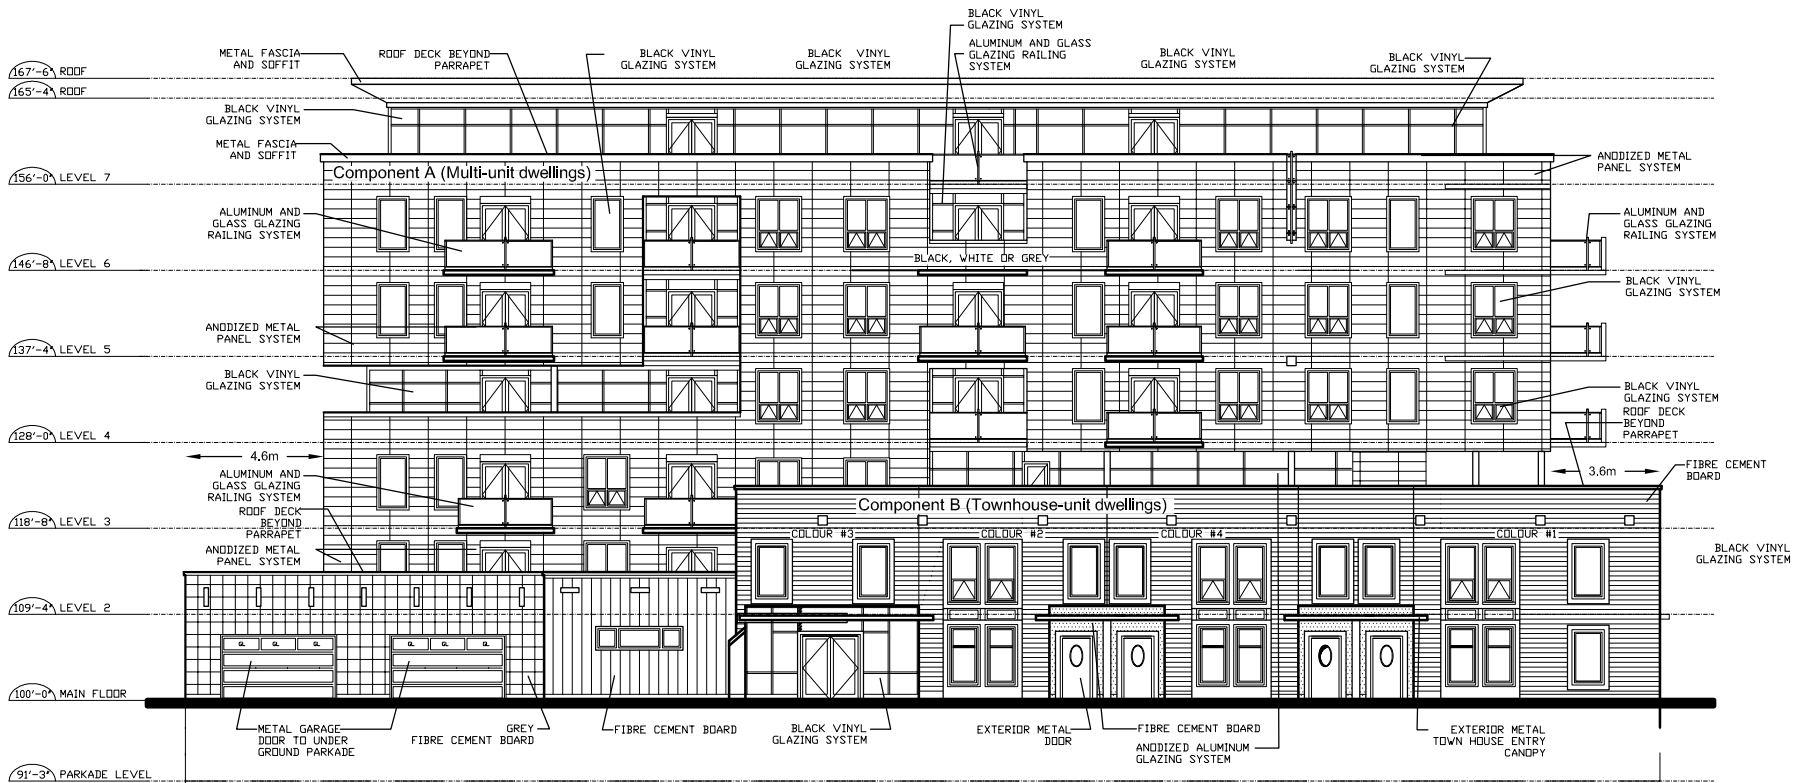 BLACK VINYL
GLAZING SYSTEM
METAL FASCIA
AND SOFFIT
ROOF DECK BEYOND
PARRAPET
BLACK VINYL
GLAZING SYSTEM
BLACK VINYL
GLAZING SYSTEM
ALUMINUM AND GLASS
GLAZING RAILING
SYSTEM
BLACK VINYL
GLAZING SYSTEM
BLACK VINYL
GLAZING SYSTEM
167'-6" ROOF
165'-4" ROOF
BLACK VINYL
GLAZING SYSTEM
METAL FASCIA
AND SOFFIT
ANODIZED METAL
PANEL SYSTEM
Component A (Multi-unit dwellings)
156'-0" LEVEL 7
ALUMINUM AND
GLASS GLAZING
RAILING SYSTEM
ALUMINUM AND
GLASS GLAZING
RAILING SYSTEM
146'-8" LEVEL 6
BLACK, WHITE OR GREY
BLACK VINYL
GLAZING SYSTEM
ANODIZED METAL
PANEL SYSTEM
137'-4" LEVEL 5
BLACK VINYL
GLAZING SYSTEM
BLACK VINYL
GLAZING SYSTEM
ROOF DECK
BEYOND
PARRAPET
128'-0" LEVEL 4
4.6m
3.6m
FIBRE CEMENT
BOARD
ALUMINUM AND
GLASS GLAZING
RAILING SYSTEM
ROOF DECK
BEYOND
PARRAPET
Component B (Townhouse-unit dwellings)
118'-8" LEVEL 3
COLOUR #3
COLOUR #2
COLOUR #4
COLOUR #1
ANODIZED METAL
PANEL SYSTEM
BLACK VINYL
GLAZING SYSTEM
109'-4" LEVEL 2
GL GL GL
GL GL GL
100'-0" MAIN FLOOR
METAL GARAGE
DOOR TO UNDER
GROUND PARKADE
GREY
FIBRE CEMENT BOARD
FIBRE CEMENT BOARD
BLACK VINYL
GLAZING SYSTEM
EXTERIOR METAL
DOOR
FIBRE CEMENT BOARD
ANODIZED ALUMINUM
GLAZING SYSTEM
EXTERIOR METAL
TOWN HOUSE ENTRY
CANOPY
91'-3" PARKADE LEVEL